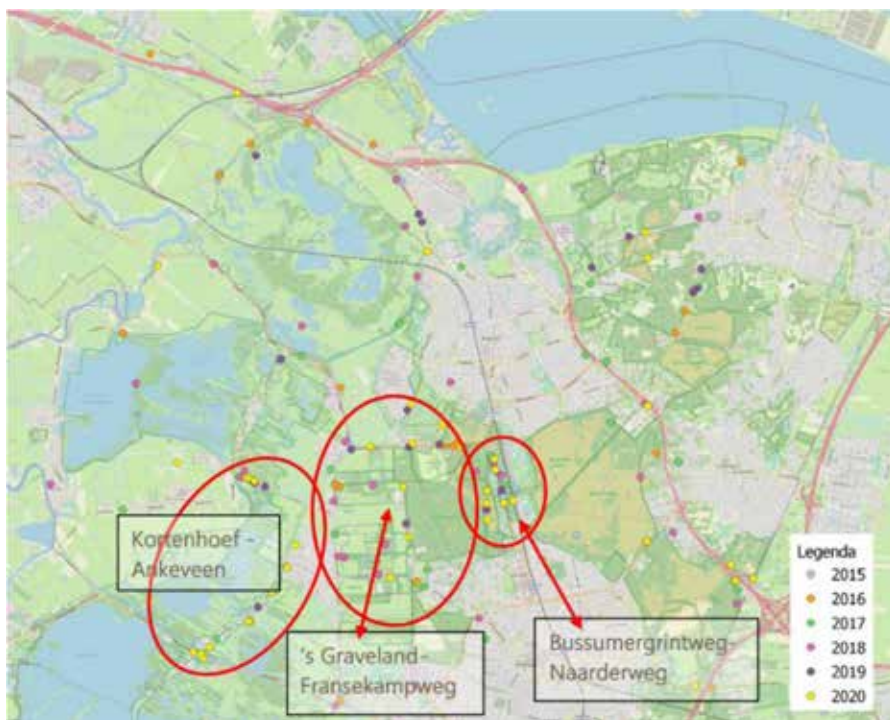 Kortenhoef -
Ankeveen
's Graveland -
Fransekampweg
Bussumergrintweg-
Naarderweg
Legenda
2015
2016
2017
2018
2019
2020